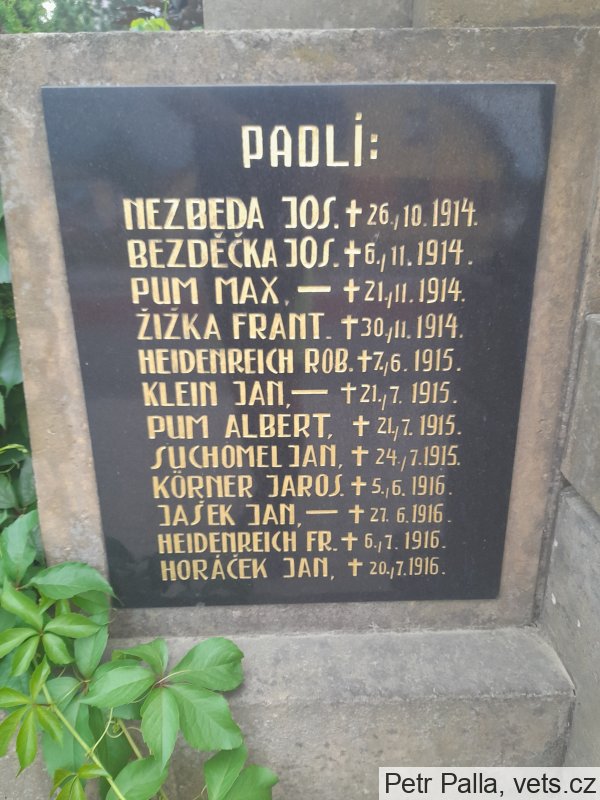 PADLÍ:
NEZBEDA JOS. † 26./10. 1914.
BEZDĚČKA JOS. † 6./11. 1914.
PUM MAX, — † 21./11. 1914.
ŽIŽKA FRANT. † 30./11. 1914.
HEIDENREICH ROB. † 7./6. 1915.
KLEIN JAN, — † 21./7. 1915.
PUM ALBERT, † 21./7. 1915.
SUCHOMEL JAN, † 24./7. 1915.
KÖRNER JAROS. † 5./6. 1916.
JAŠEK JAN, — † 27. 6. 1916.
HEIDENREICH FR. † 6./7. 1916.
HORÁČEK JAN, † 20./7. 1916.
Petr Palla, vets.cz